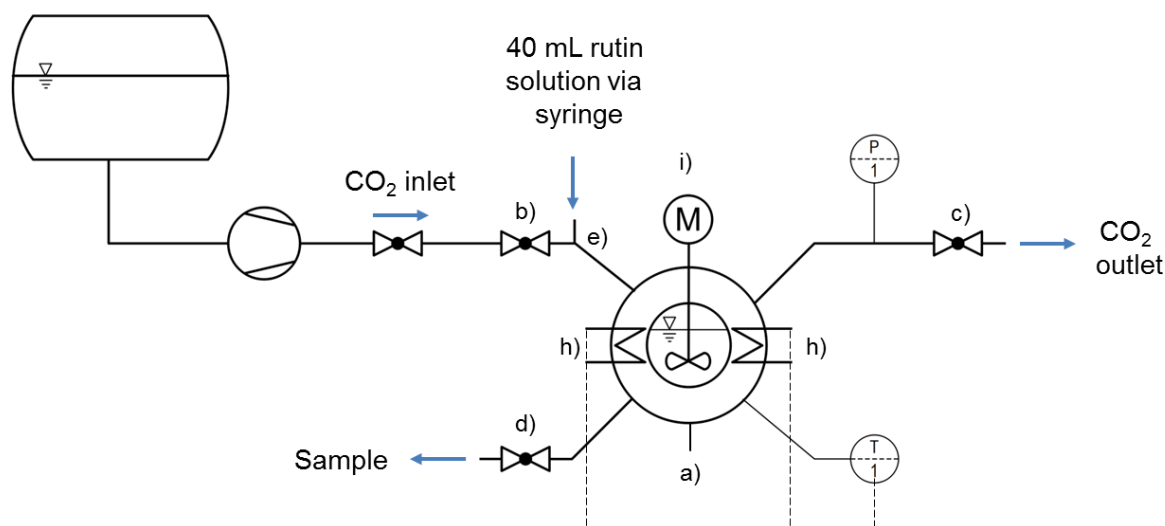 40 mL rutin
solution via
syringe
CO₂ inlet
b)
e)
i)
M
P
1
c)
CO₂
outlet
h)
h)
d)
Sample
a)
T
1